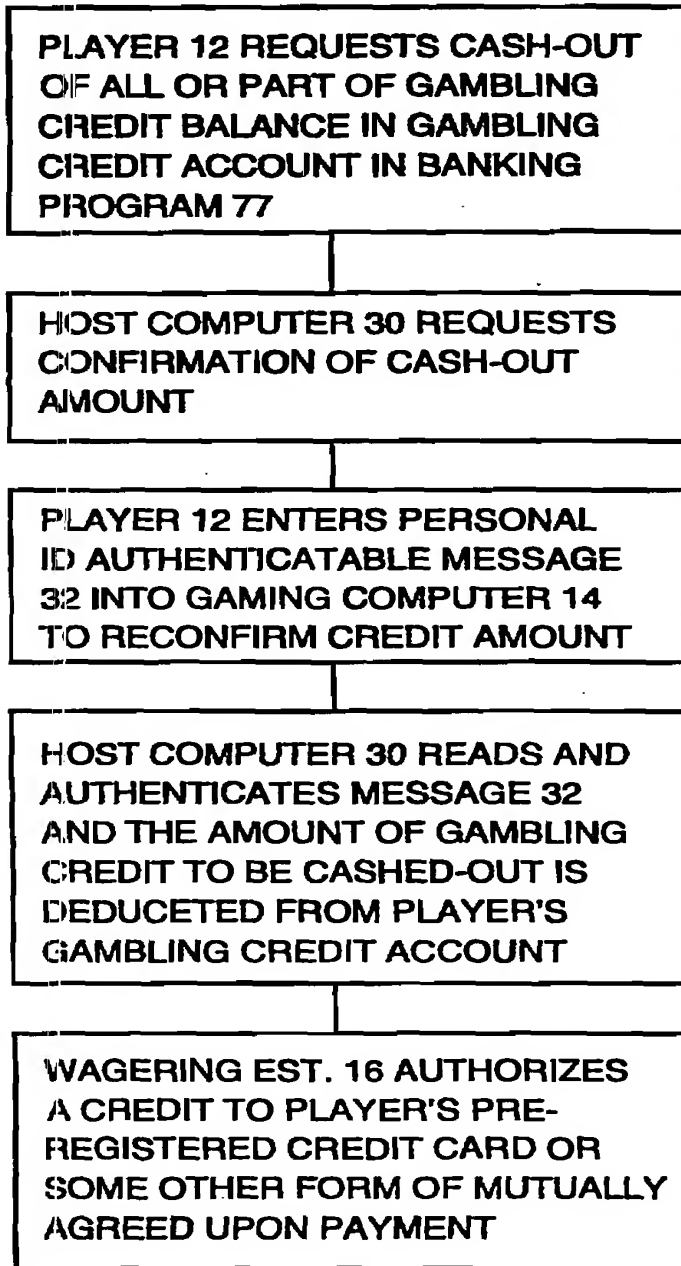 PLAYER 12 REQUESTS CASH-OUT
OF ALL OR PART OF GAMBLING
CREDIT BALANCE IN GAMBLING
CREDIT ACCOUNT IN BANKING
PROGRAM 77
HOST COMPUTER 30 REQUESTS
CONFIRMATION OF CASH-OUT
AMOUNT
PLAYER 12 ENTERS PERSONAL
ID AUTHENTICATABLE MESSAGE
32 INTO GAMING COMPUTER 14
TO RECONFIRM CREDIT AMOUNT
HOST COMPUTER 30 READS AND
AUTHENTICATES MESSAGE 32
AND THE AMOUNT OF GAMBLING
CREDIT TO BE CASHED-OUT IS
DEDUCETED FROM PLAYER'S
GAMBLING CREDIT ACCOUNT
WAGERING EST. 16 AUTHORIZES
A CREDIT TO PLAYER'S PRE-
REGISTERED CREDIT CARD OR
SOME OTHER FORM OF MUTUALLY
AGREED UPON PAYMENT